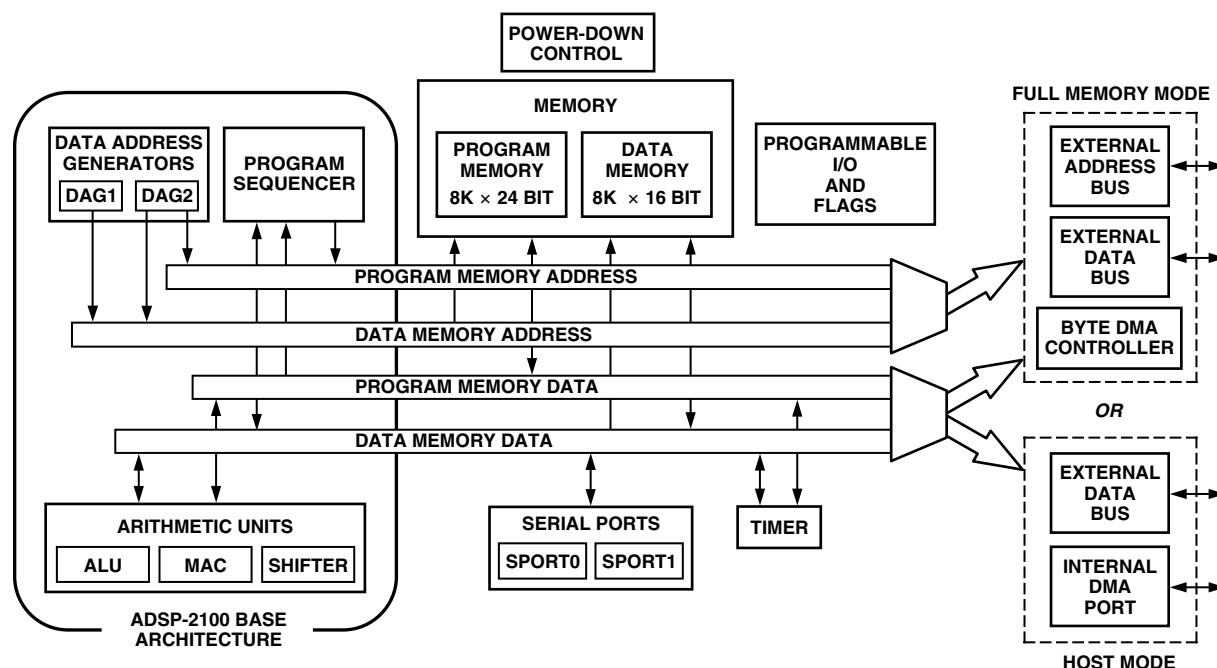 POWER-DOWN
CONTROL
MEMORY
PROGRAM
MEMORY
8K × 24 BIT
DATA
MEMORY
8K × 16 BIT
PROGRAMMABLE
I/O
AND
FLAGS
FULL MEMORY MODE
EXTERNAL
ADDRESS
BUS
EXTERNAL
DATA
BUS
BYTE DMA
CONTROLLER
OR
EXTERNAL
DATA
BUS
INTERNAL
DMA
PORT
HOST MODE
DATA ADDRESS
GENERATORS
DAG1
DAG2
PROGRAM
SEQUENCER
PROGRAM MEMORY ADDRESS
DATA MEMORY ADDRESS
PROGRAM MEMORY DATA
DATA MEMORY DATA
ARITHMETIC UNITS
ALU
MAC
SHIFTER
ADSP-2100 BASE
ARCHITECTURE
SERIAL PORTS
SPORT0
SPORT1
TIMER